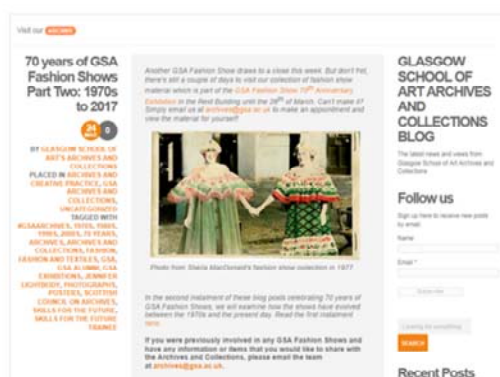 Visit our ARCHIVE
70 years of GSA
Fashion Shows
Part Two: 1970s
to 2017
24
0
BY GLASGOW SCHOOL OF
ART'S ARCHIVES AND
COLLECTIONS
PLACED IN ARCHIVES AND
CREATIVE PRACTICE, GSA
ARCHIVES AND
COLLECTIONS,
UNCATEGORIZED
TAGGED WITH
#GSAARCHIVES, 1970S, 1980S,
1990S, 2000S, 70 YEARS,
ARCHIVES, ARCHIVES AND
COLLECTIONS, FASHION,
FASHION AND TEXTILES, GSA,
GSA ALUMNI, GSA
EXHIBITIONS, JENNIFER
LIGHTBODY, PHOTOGRAPHS,
POSTERS, SCOTTISH
COUNCIL ON ARCHIVES,
SKILLS FOR THE FUTURE,
SKILLS FOR THE FUTURE
TRAINEE
Another GSA Fashion Show draws to a close this week. But don't fret,
there's still a couple of days to visit our collection of fashion show
material which is part of the GSA Fashion Show 70th Anniversary
Exhibition in the Reid Building until the 26th of March. Can't make it?
Simply email us at archives@gsa.ac.uk to make an appointment and
view the material for yourself!
Photo from Sheila MacDonald's fashion show collection in 1977
In the second instalment of these blog posts celebrating 70 years of
GSA Fashion Shows, we will examine how the shows have evolved
between the 1970s and the present day. Read the first instalment
here.
If you were previously involved in any GSA Fashion Shows and
have any information or items that you would like to share with
the Archives and Collections, please email the team
at archives@gsa.ac.uk.
GLASGOW
SCHOOL OF
ART ARCHIVES
AND
COLLECTIONS
BLOG
The latest news and views from
Glasgow School of Art Archives and
Collections
Follow us
Sign up here to receive new posts
by email.
Name
Email *
Subscribe
Looking for something
SEARCH
Recent Posts